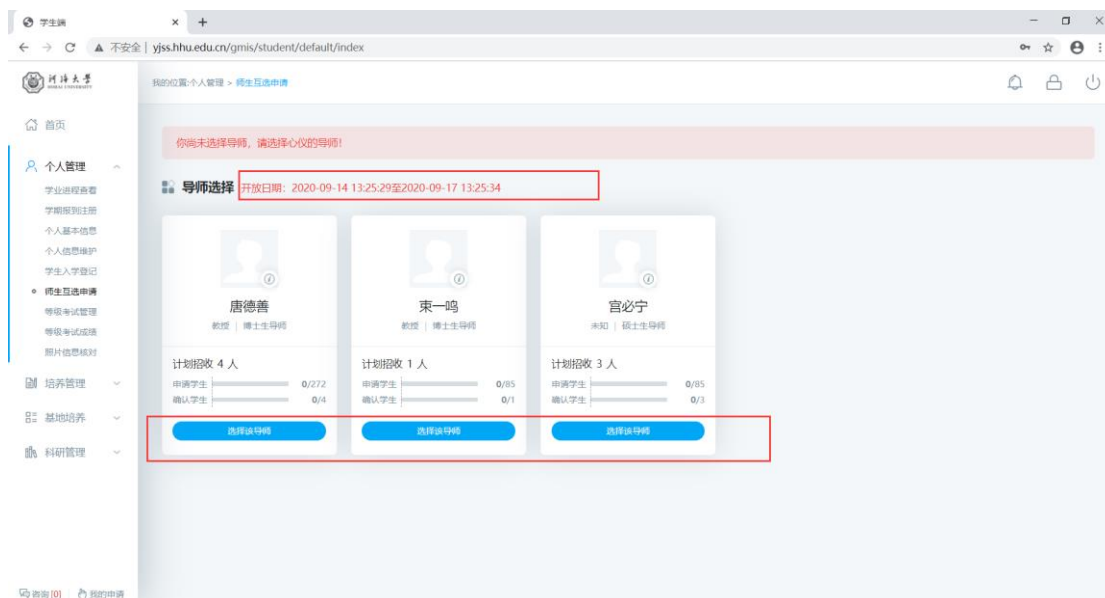 学生端
不安全 | yjss.hhu.edu.cn/gmis/student/default/index
河海大学
HOHAI UNIVERSITY
我的位置:个人管理 > 师生互选申请
首页
你尚未选择导师，请选择心仪的导师!
个人管理
学业进程查看
学期报到注册
个人基本信息
个人信息维护
学生入学登记
师生互选申请
等级考试管理
等级考试成绩
照片信息核对
培养管理
基地培养
科研管理
导师选择 开放日期：2020-09-14 13:25:29至2020-09-17 13:25:34
唐德善
教授 | 博士生导师
计划招收 4 人
申请学生 0/272
确认学生 0/4
选择该导师
束一鸣
教授 | 博士生导师
计划招收 1 人
申请学生 0/85
确认学生 0/1
选择该导师
宫必宁
未知 | 硕士生导师
计划招收 3 人
申请学生 0/85
确认学生 0/3
选择该导师
咨询[0] 我的申请